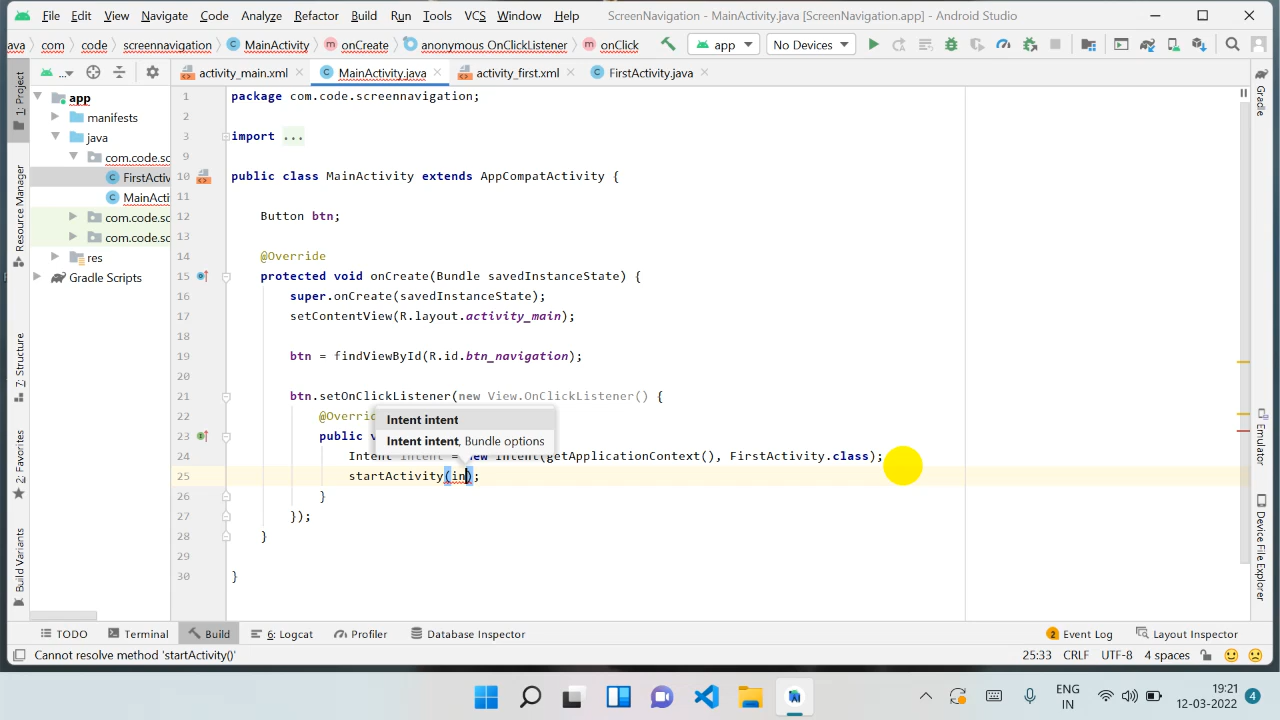 File Edit View Navigate Code Analyze Refactor Build Run Tools VCS Window Help ScreenNavigation - MainActivity.java [ScreenNavigation.app] - Android Studio
ava com code screennavigation MainActivity onCreate anonymous OnClickListener onClick app No Devices
... activity_main.xml MainActivity.java activity_first.xml FirstActivity.java
1: Project
Resource Manager
7: Structure
2: Favorites
Build Variants
app
manifests
java
com.code.sc
FirstActiv
MainActi
com.code.sc
com.code.sc
res
Gradle Scripts
1 package com.code.screennavigation;
2
3 import ...
9
10 public class MainActivity extends AppCompatActivity {
11
12 Button btn;
13
14 @Override
15 protected void onCreate(Bundle savedInstanceState) {
16 super.onCreate(savedInstanceState);
17 setContentView(R.layout.activity_main);
18
19 btn = findViewById(R.id.btn_navigation);
20
21 btn.setOnClickListener(new View.OnClickListener() {
22 @Overrid
Intent intent
23 public v
Intent intent, Bundle options
24 Intent intent = new Intent(getApplicationContext(), FirstActivity.class);
25 startActivity(in);
26 }
27 });
28 }
29
30 }
Gradle
Emulator
Device File Explorer
TODO Terminal Build 6: Logcat Profiler Database Inspector 2 Event Log Layout Inspector
Cannot resolve method 'startActivity()' 25:33 CRLF UTF-8 4 spaces
ENG
IN
19:21
12-03-2022
4